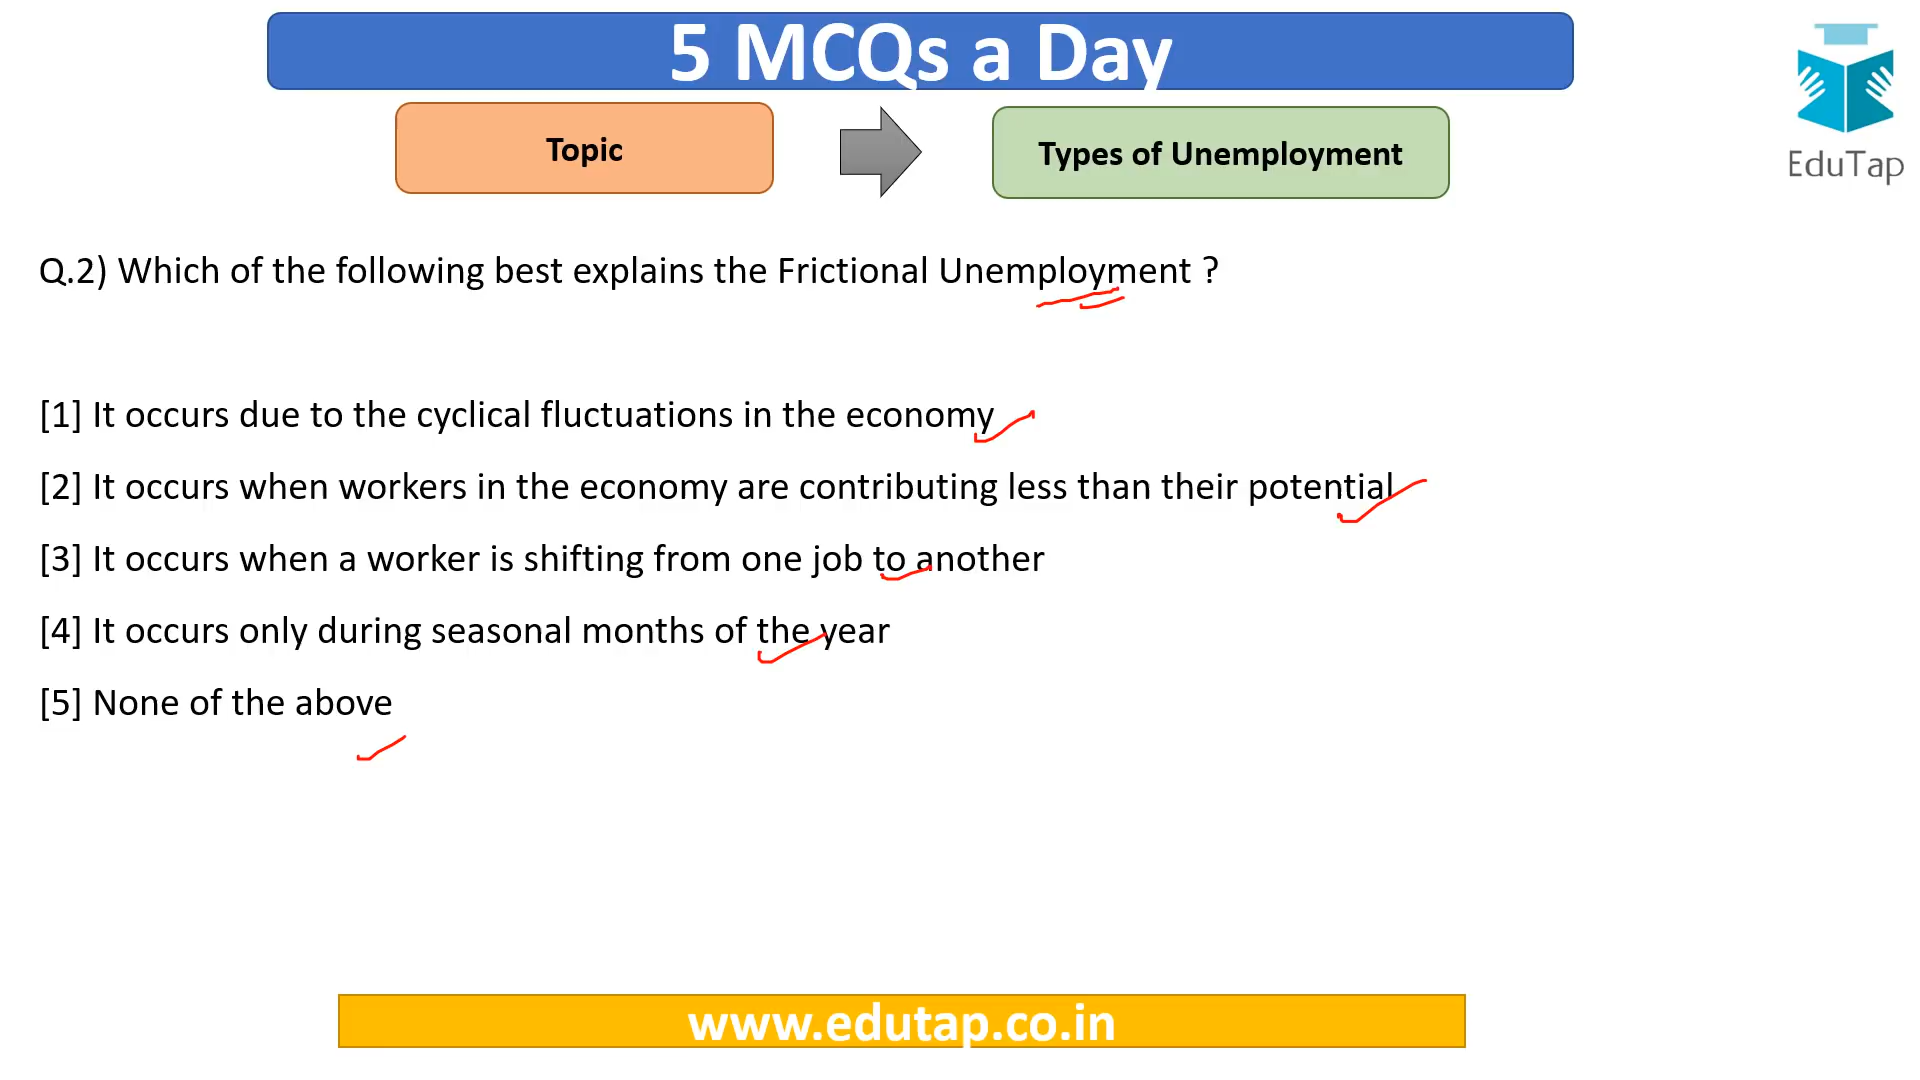 5 MCQs a Day
Topic
Types of Unemployment
EduTap
Q.2) Which of the following best explains the Frictional Unemployment ?
[1] It occurs due to the cyclical fluctuations in the economy
[2] It occurs when workers in the economy are contributing less than their potential
[3] It occurs when a worker is shifting from one job to another
[4] It occurs only during seasonal months of the year
[5] None of the above
www.edutap.co.in